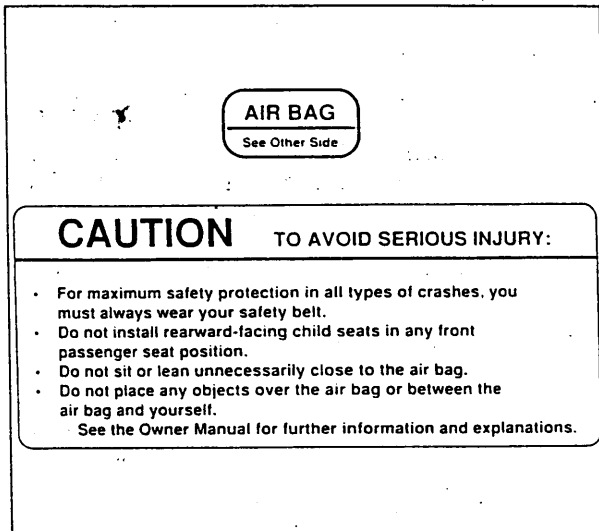 AIR BAG
See Other Side
CAUTION TO AVOID SERIOUS INJURY:
· For maximum safety protection in all types of crashes, you
must always wear your safety belt.
· Do not install rearward-facing child seats in any front
passenger seat position.
· Do not sit or lean unnecessarily close to the air bag.
· Do not place any objects over the air bag or between the
air bag and yourself.
See the Owner Manual for further information and explanations.